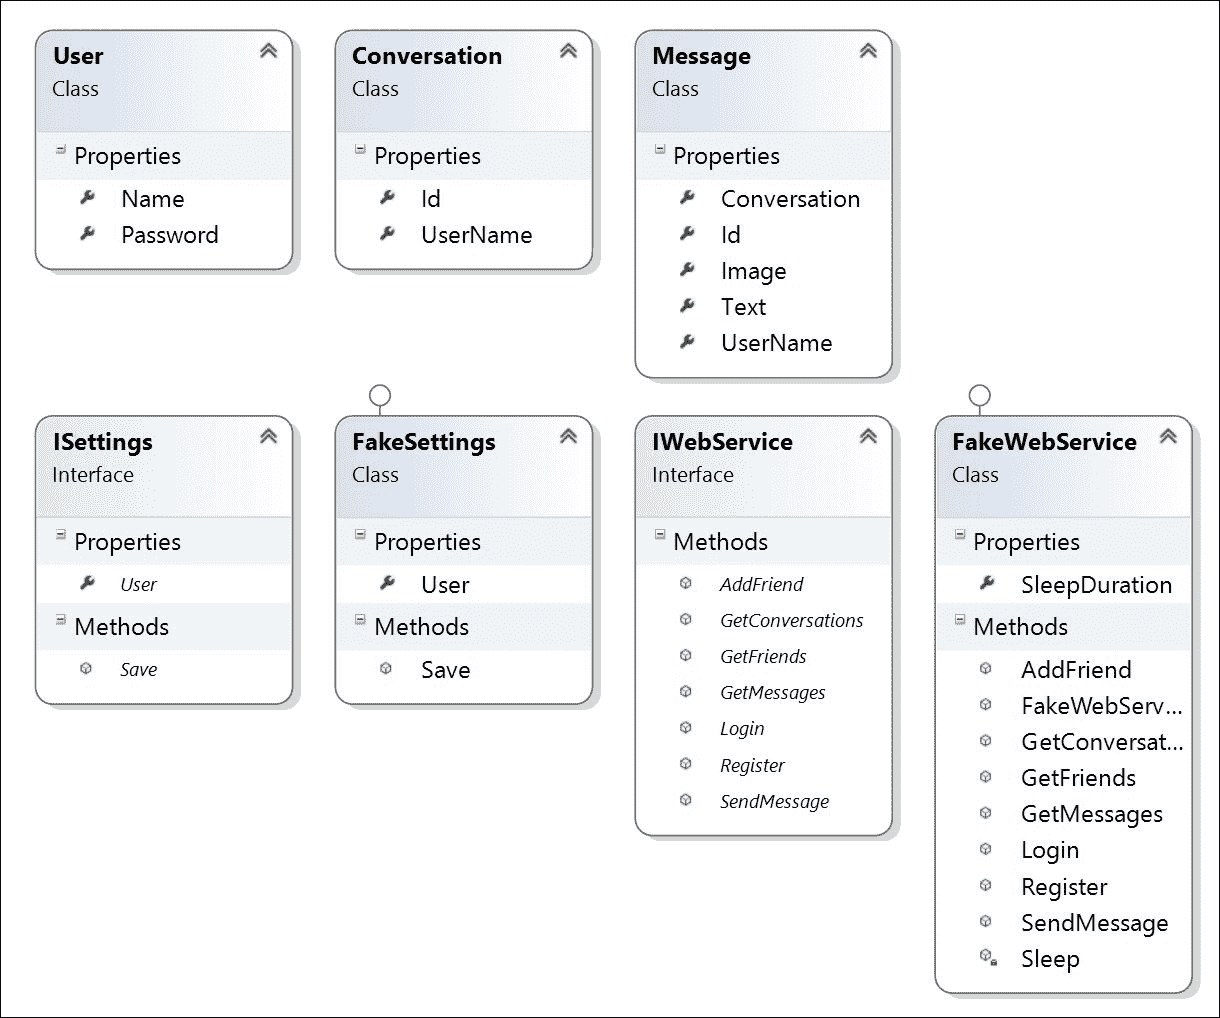 User
Class
Properties
Name
Password
Conversation
Class
Properties
Id
UserName
Message
Class
Properties
Conversation
Id
Image
Text
UserName
ISettings
Interface
Properties
User
Methods
Save
FakeSettings
Class
Properties
User
Methods
Save
IWebService
Interface
Methods
AddFriend
GetConversations
GetFriends
GetMessages
Login
Register
SendMessage
FakeWebService
Class
Properties
SleepDuration
Methods
AddFriend
FakeWebServ...
GetConversat...
GetFriends
GetMessages
Login
Register
SendMessage
Sleep